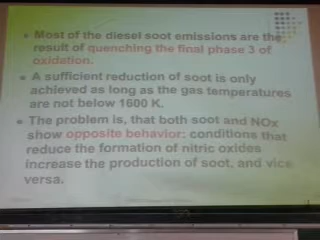 Most of the diesel soot emissions are the
result of quenching the final phase 3 of
oxidation.
A sufficient reduction of soot is only
achieved as long as the gas temperatures
are not below 1600 K.
The problem is, that both soot and NOx
show opposite behavior: conditions that
reduce the formation of nitric oxides
increase the production of soot, and vice
versa.